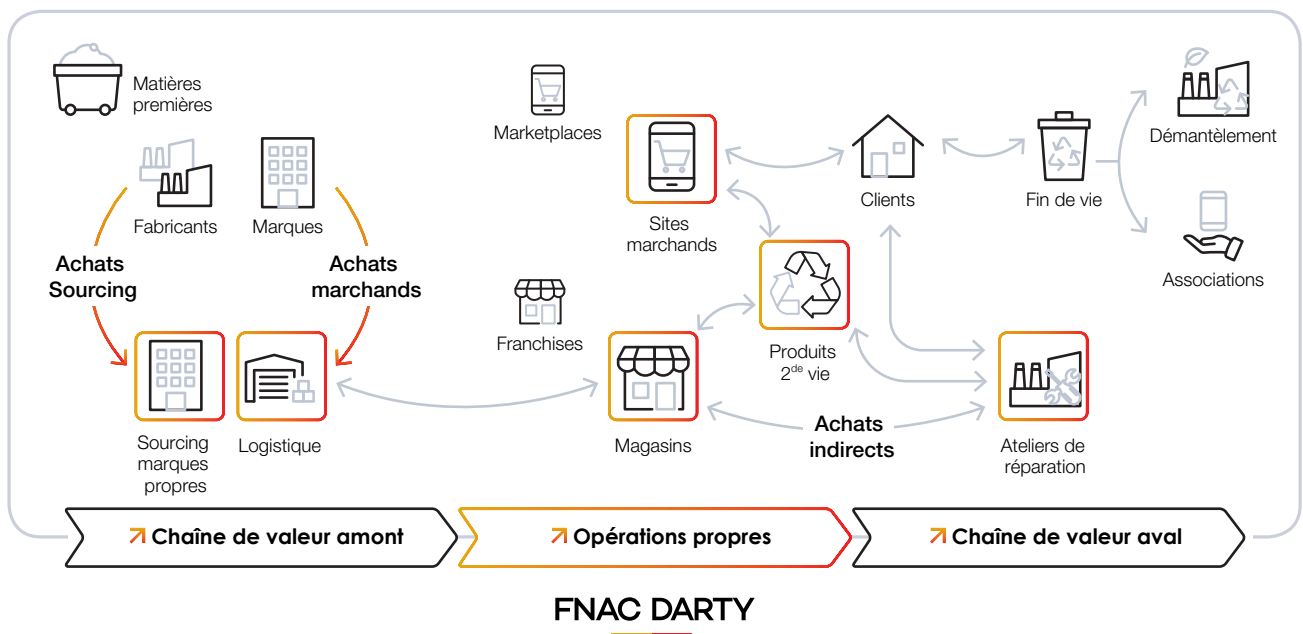 Matières
premières
Fabricants
Marques
Achats
Sourcing
Achats
marchands
Sourcing
marques
propres
Logistique
Marketplaces
Sites
marchands
Franchises
Magasins
Produits
2de vie
Achats
indirects
Clients
Ateliers de
réparation
Fin de vie
Démantèlement
Associations
Chaîne de valeur amont
Opérations propres
Chaîne de valeur aval
FNAC DARTY